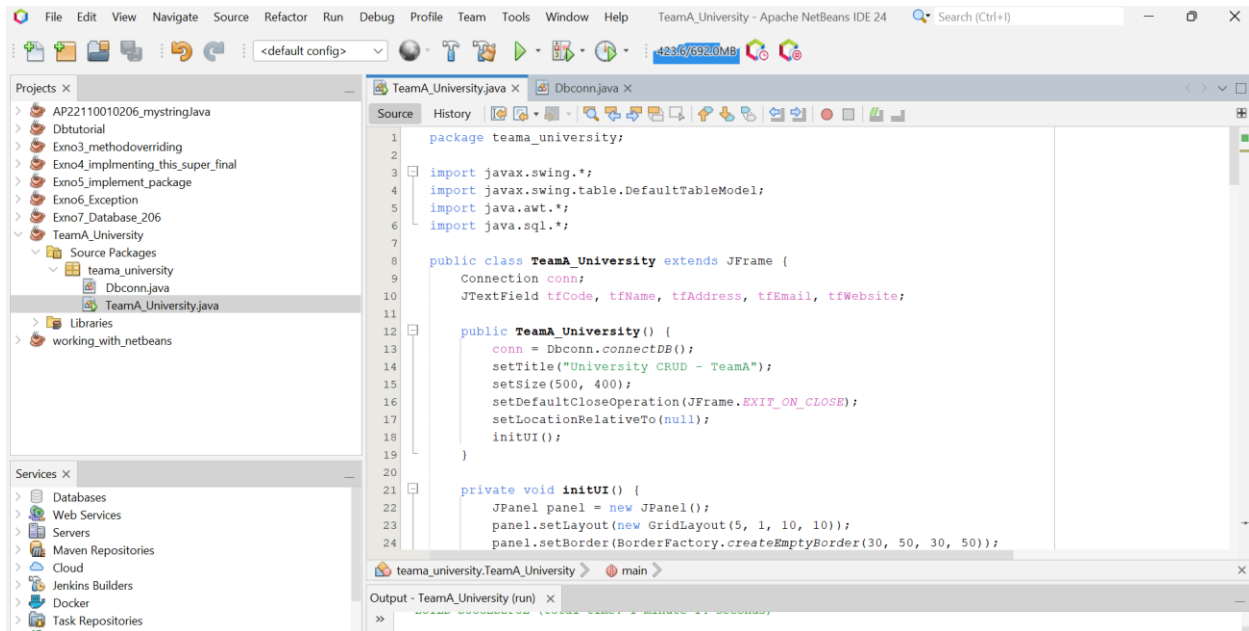 File Edit View Navigate Source Refactor Run Debug Profile Team Tools Window Help TeamA_University - Apache NetBeans IDE 24 Search (Ctrl+I)
<default config> 423.6/692.0MB
Projects
AP22110010206_mystringJava
Dbtutorial
Exno3_methodoverriding
Exno4_implmenting_this_super_final
Exno5_implement_package
Exno6_Exception
Exno7_Database_206
TeamA_University
Source Packages
teama_university
Dbconn.java
TeamA_University.java
Libraries
working_with_netbeans
Services
Databases
Web Services
Servers
Maven Repositories
Cloud
Jenkins Builders
Docker
Task Repositories
TeamA_University.java Dbconn.java
Source History
1 package teama_university;
2
3 import javax.swing.*;
4 import javax.swing.table.DefaultTableModel;
5 import java.awt.*;
6 import java.sql.*;
7
8 public class TeamA_University extends JFrame {
9 Connection conn;
10 JTextField tfCode, tfName, tfAddress, tfEmail, tfWebsite;
11
12 public TeamA_University() {
13 conn = Dbconn.connectDB();
14 setTitle("University CRUD - TeamA");
15 setSize(500, 400);
16 setDefaultCloseOperation(JFrame.EXIT_ON_CLOSE);
17 setLocationRelativeTo(null);
18 initUI();
19 }
20
21 private void initUI() {
22 JPanel panel = new JPanel();
23 panel.setLayout(new GridLayout(5, 1, 10, 10));
24 panel.setBorder(BorderFactory.createEmptyBorder(30, 50, 30, 50));
teama_university.TeamA_University main
Output - TeamA_University (run)